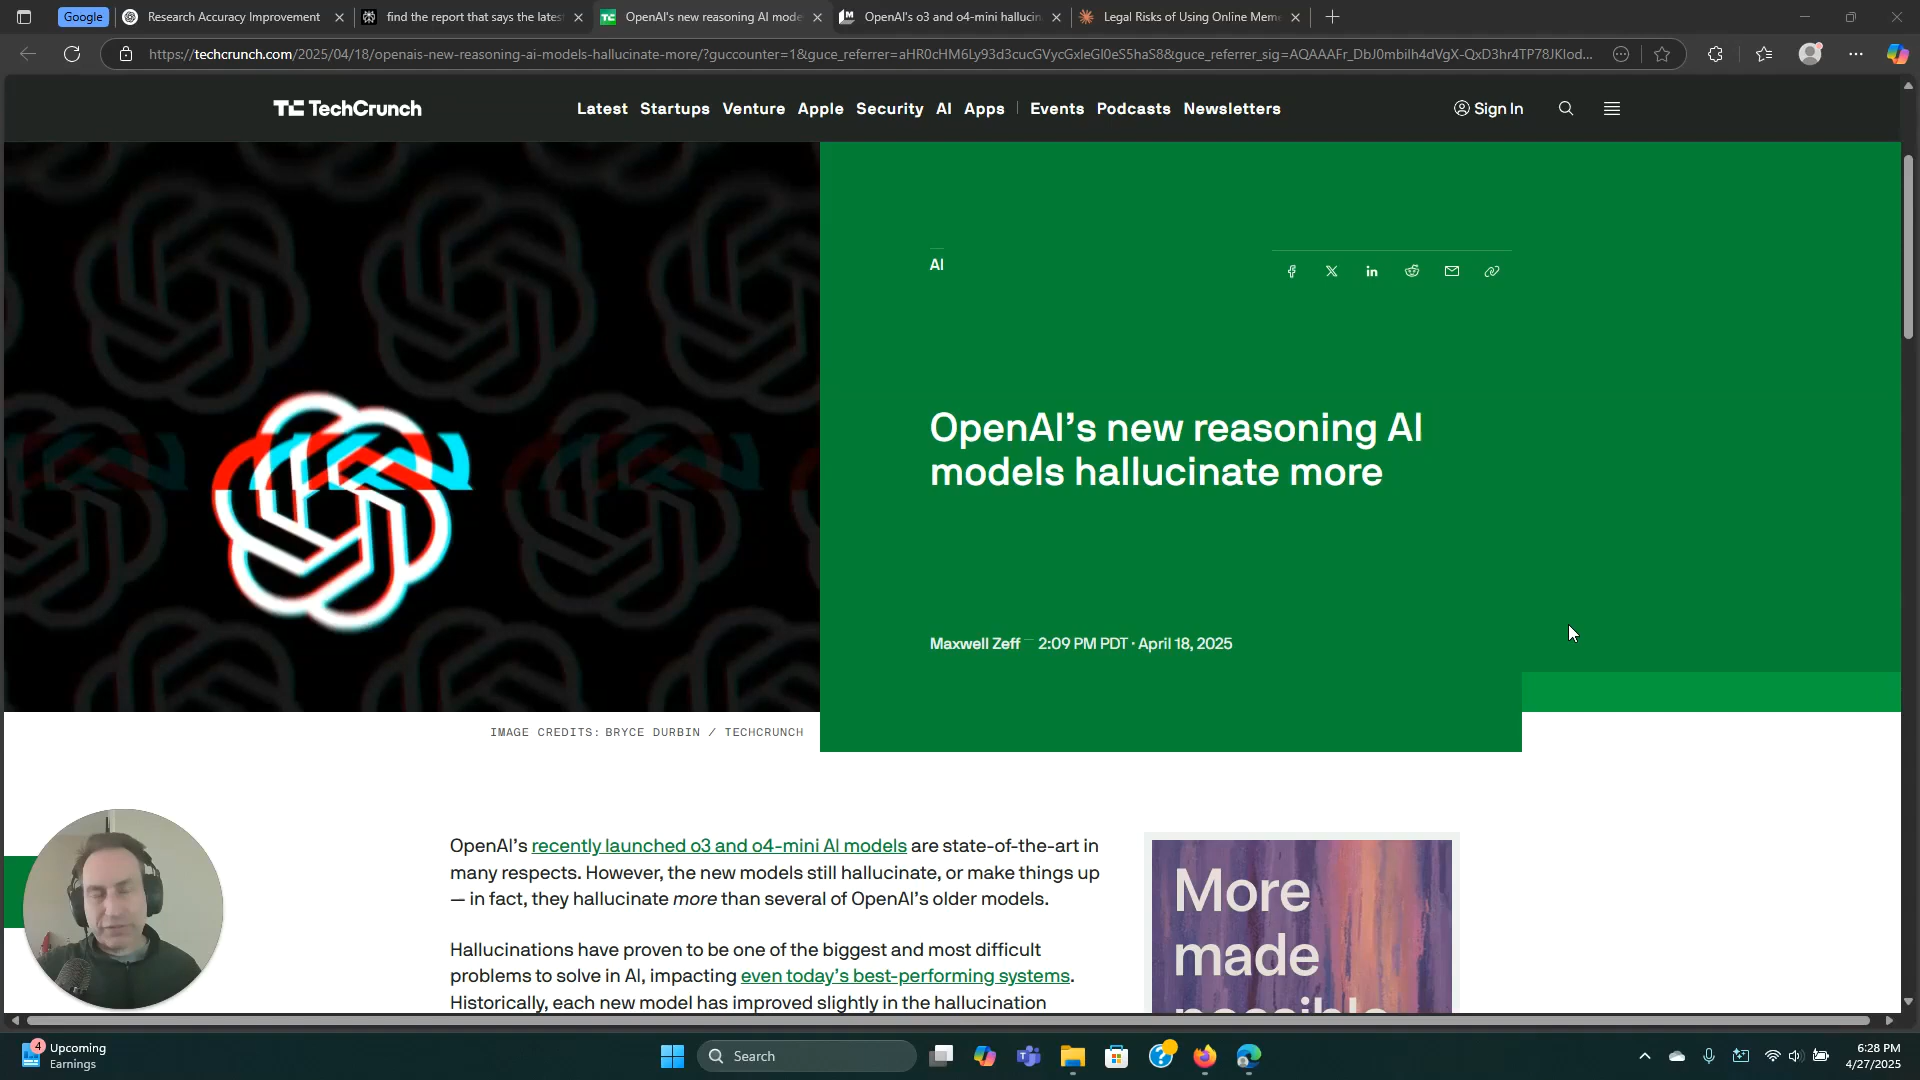 Google
Research Accuracy Improvement
find the report that says the lates
OpenAI's new reasoning AI mode
OpenAI's o3 and o4-mini hallucin
Legal Risks of Using Online Mem
https://techcrunch.com/2025/04/18/openais-new-reasoning-ai-models-hallucinate-more/?guccounter=1&guce_referrer=aHR0cHM6Ly93d3cucGVycGxleGl0eS5haS8&guce_referrer_sig=AQAAAFr_DbJ0mbilh4dVgX-QxD3hr4TP78JKlod...
TechCrunch
Latest Startups Venture Apple Security AI Apps Events Podcasts Newsletters
Sign In
AI
OpenAI’s new reasoning AI
models hallucinate more
Maxwell Zeff — 2:09 PM PDT · April 18, 2025
IMAGE CREDITS: BRYCE DURBIN / TECHCRUNCH
OpenAI’s recently launched o3 and o4-mini AI models are state-of-the-art in
many respects. However, the new models still hallucinate, or make things up
— in fact, they hallucinate more than several of OpenAI’s older models.
Hallucinations have proven to be one of the biggest and most difficult
problems to solve in AI, impacting even today’s best-performing systems.
Historically, each new model has improved slightly in the hallucination
More
made
possible
4
Upcoming
Earnings
Search
6:28 PM
4/27/2025